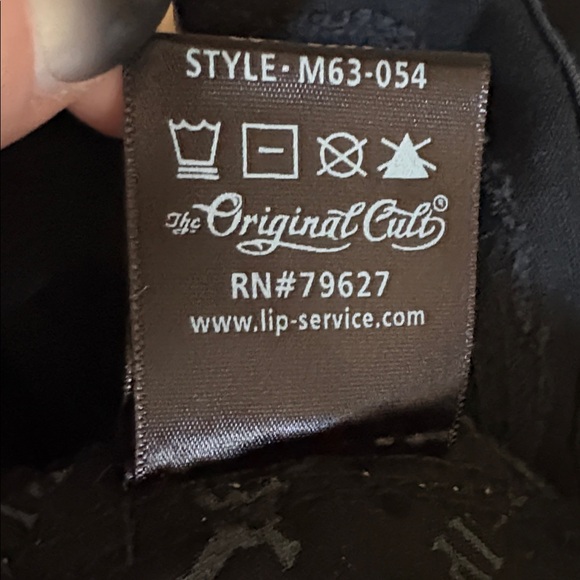 STYLE· M63-054
The Original Cult®
RN#79627
www.lip-service.com